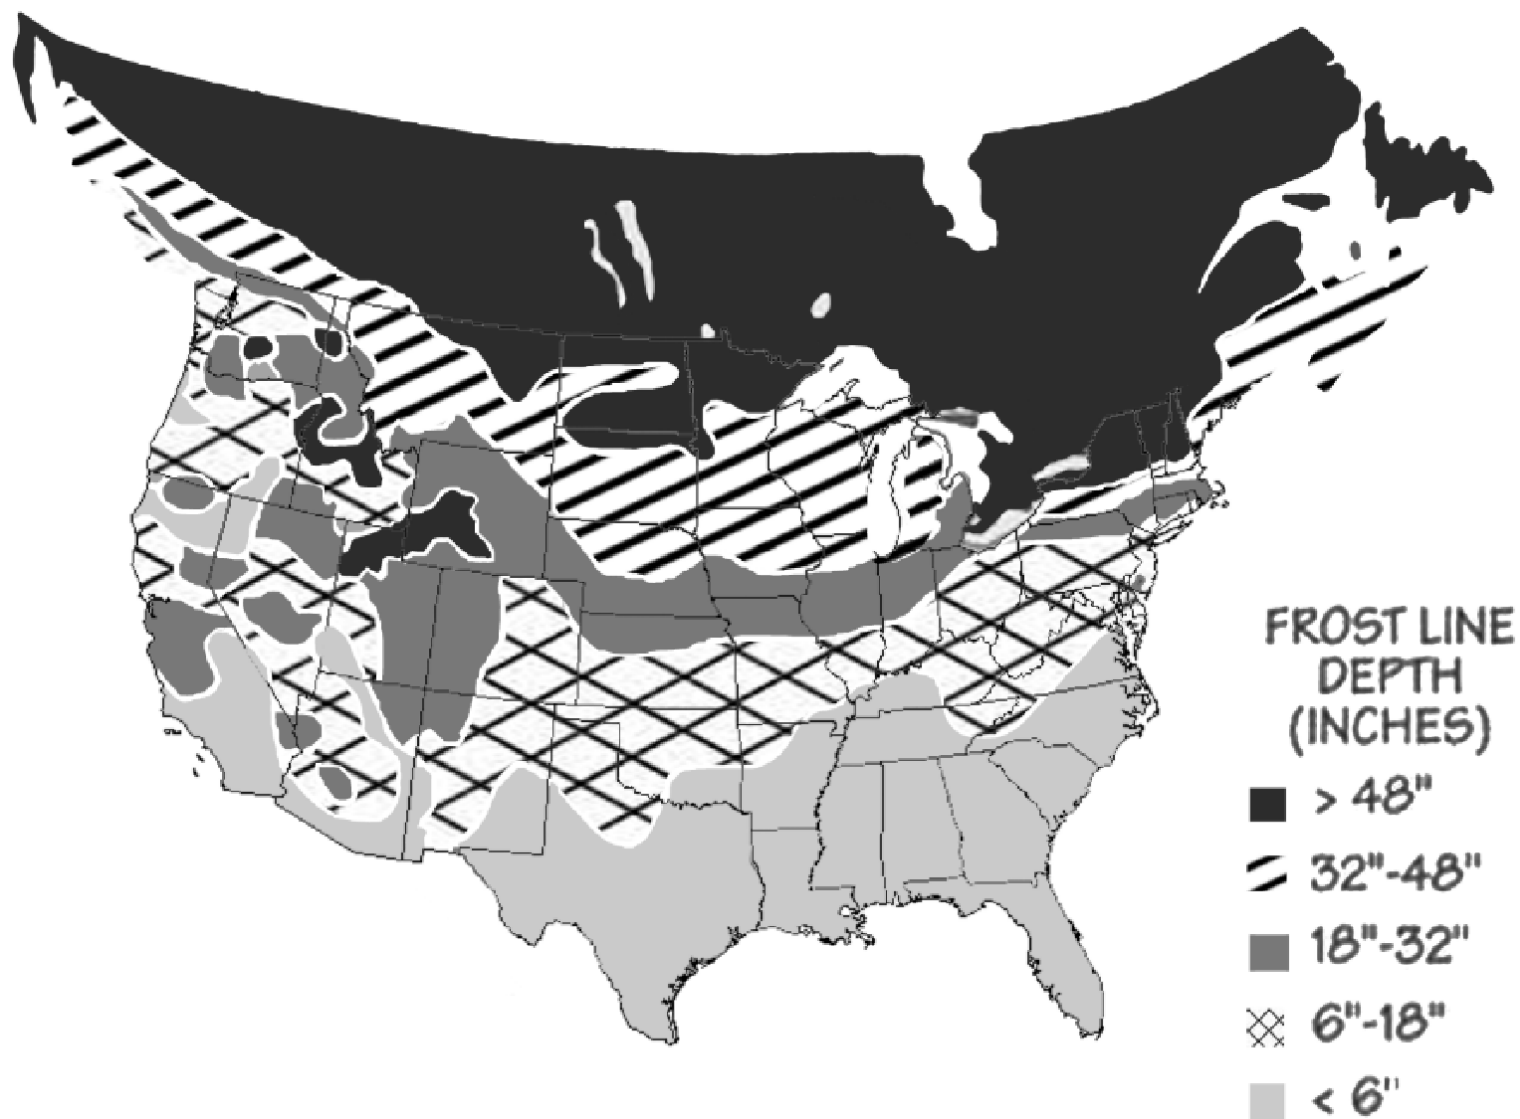 FROST LINE
DEPTH
(INCHES)
> 48"
32"-48"
18"-32"
6"-18"
< 6"